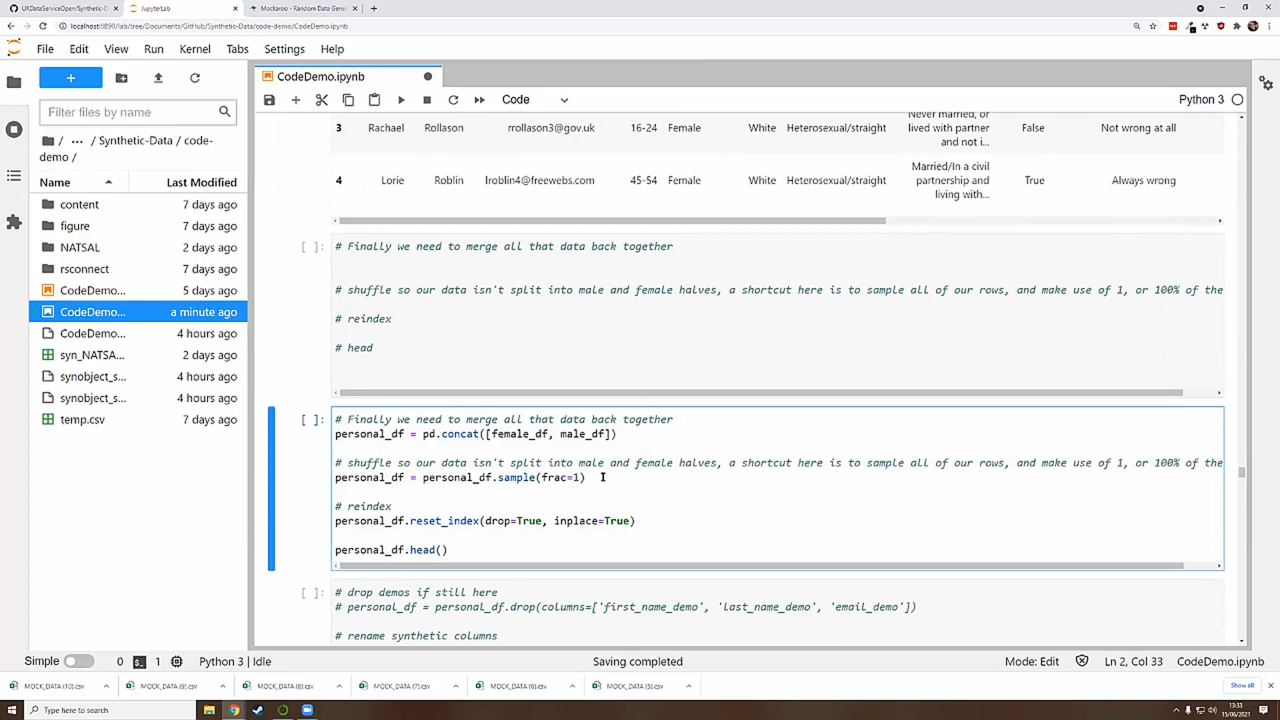 UKDataServiceOpen/Synthetic-D
JupyterLab
Mockaroo - Random Data Gener
localhost:8890/lab/tree/Documents/GitHub/Synthetic-Data/code-demo/CodeDemo.ipynb
File Edit View Run Kernel Tabs Settings Help
CodeDemo.ipynb
Filter files by name
Code
Python 3
/ ... / Synthetic-Data / code-demo /
Name Last Modified
content 7 days ago
figure 7 days ago
NATSAL 2 days ago
rsconnect 7 days ago
CodeDemo... 5 days ago
CodeDemo... a minute ago
CodeDemo... 4 hours ago
syn_NATSA... 2 days ago
synobject_s... 4 hours ago
synobject_s... 4 hours ago
temp.csv 7 days ago
3 Rachael Rollason rrollason3@gov.uk 16-24 Female White Heterosexual/straight Never married, or lived with partner and not i... False Not wrong at all
4 Lorie Roblin lroblin4@freewebs.com 45-54 Female White Heterosexual/straight Married/In a civil partnership and living with... True Always wrong
[ ]: # Finally we need to merge all that data back together
# shuffle so our data isn't split into male and female halves, a shortcut here is to sample all of our rows, and make use of 1, or 100% of the
# reindex
# head
[ ]: # Finally we need to merge all that data back together
personal_df = pd.concat([female_df, male_df])
# shuffle so our data isn't split into male and female halves, a shortcut here is to sample all of our rows, and make use of 1, or 100% of the
personal_df = personal_df.sample(frac=1)
# reindex
personal_df.reset_index(drop=True, inplace=True)
personal_df.head()
[ ]: # drop demos if still here
# personal_df = personal_df.drop(columns=['first_name_demo', 'last_name_demo', 'email_demo'])
# rename synthetic columns
Simple 0 1 Python 3 | Idle Saving completed Mode: Edit Ln 2, Col 33 CodeDemo.ipynb
MOCK_DATA (10).csv MOCK_DATA (9).csv MOCK_DATA (8).csv MOCK_DATA (7).csv MOCK_DATA (6).csv MOCK_DATA (5).csv Show all
Type here to search
13:33
15/06/2021